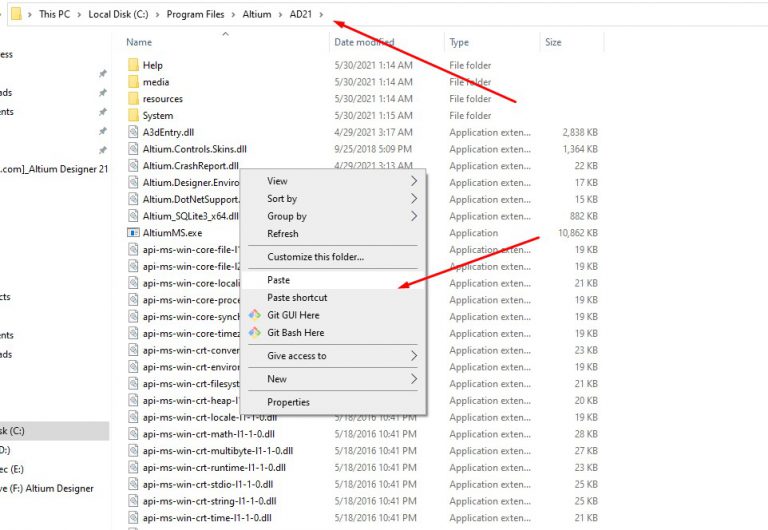 This PC > Local Disk (C:) > Program Files > Altium > AD21 >
Name Date modified Type Size
ess
Help 5/30/2021 1:14 AM File folder
media 5/30/2021 1:14 AM File folder
ads resources 5/30/2021 1:14 AM File folder
ents System 5/30/2021 1:15 AM File folder
A3dEntry.dll 4/29/2021 3:17 AM Application exten... 2,838 KB
Altium.Controls.Skins.dll 9/25/2018 5:09 PM Application exten... 1,364 KB
.com]_Altium Designer 21 Altium.CrashReport.dll 4/29/2021 3:13 AM Application exten... 22 KB
Altium.Designer.Enviro Application exten... 17 KB
Altium.DotNetSupport. Application exten... 15 KB
Altium_SQLite3_x64.dll Application exten... 882 KB
AltiumMS.exe Application 10,862 KB
api-ms-win-core-file-l1 Application exten... 19 KB
api-ms-win-core-file-l2 Application exten... 19 KB
api-ms-win-core-locali Application exten... 21 KB
cts api-ms-win-core-proce Application exten... 19 KB
api-ms-win-core-synch Application exten... 19 KB
ents api-ms-win-core-timez Application exten... 19 KB
api-ms-win-crt-conver Application exten... 23 KB
api-ms-win-crt-environ Application exten... 19 KB
api-ms-win-crt-filesyste Application exten... 21 KB
api-ms-win-crt-heap-l1 Application exten... 20 KB
api-ms-win-crt-locale-l1-1-0.dll 5/18/2016 10:41 PM Application exten... 19 KB
sk (C:) api-ms-win-crt-math-l1-1-0.dll 5/18/2016 10:41 PM Application exten... 28 KB
D:) api-ms-win-crt-multibyte-l1-1-0.dll 5/18/2016 10:41 PM Application exten... 27 KB
ec (E:) api-ms-win-crt-runtime-l1-1-0.dll 5/18/2016 10:41 PM Application exten... 23 KB
ve (F:) Altium Designer api-ms-win-crt-stdio-l1-1-0.dll 5/18/2016 10:41 PM Application exten... 25 KB
api-ms-win-crt-string-l1-1-0.dll 5/18/2016 10:41 PM Application exten... 25 KB
api-ms-win-crt-time-l1-1-0.dll 5/18/2016 10:41 PM Application exten... 21 KB
View
Sort by
Group by
Refresh
Customize this folder...
Paste
Paste shortcut
Git GUI Here
Git Bash Here
Give access to
New
Properties